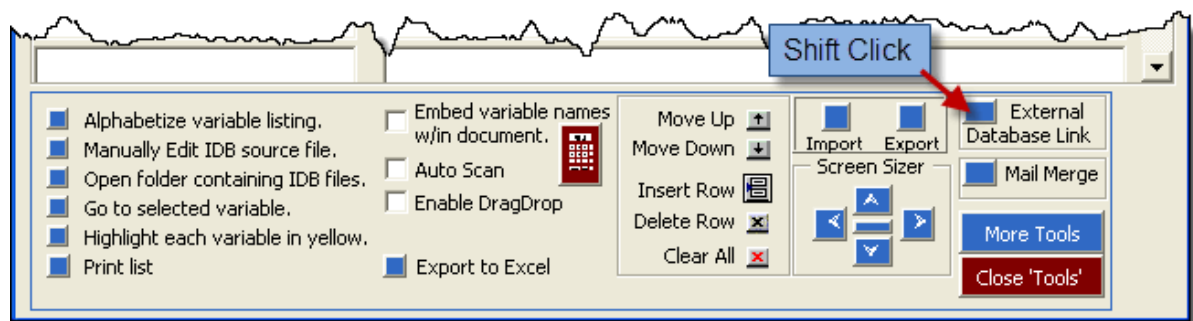 Shift Click
Alphabetize variable listing.
Manually Edit IDB source file.
Open folder containing IDB files.
Go to selected variable.
Highlight each variable in yellow.
Print list
Embed variable names
w/in document.
Auto Scan
Enable DragDrop
Export to Excel
Move Up
Move Down
Insert Row
Delete Row
Clear All
Import Export
Screen Sizer
External
Database Link
Mail Merge
More Tools
Close 'Tools'